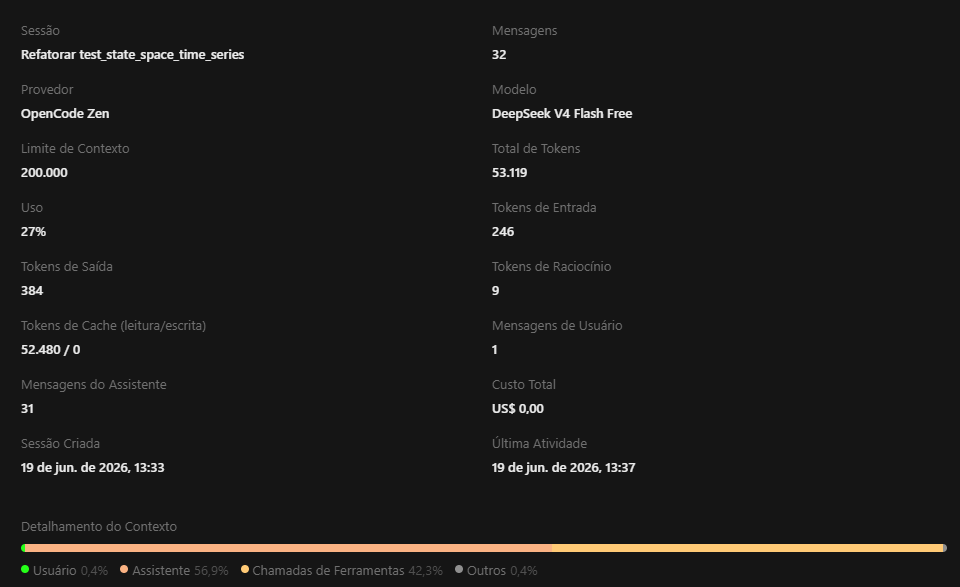 Sessão
Mensagens
Refatorar test_state_space_time_series
32
Provedor
Modelo
OpenCode Zen
DeepSeek V4 Flash Free
Limite de Contexto
Total de Tokens
200.000
53.119
Uso
Tokens de Entrada
27%
246
Tokens de Saída
Tokens de Raciocínio
384
9
Tokens de Cache (leitura/escrita)
Mensagens de Usuário
52.480 / 0
1
Mensagens do Assistente
Custo Total
31
US$ 0,00
Sessão Criada
Última Atividade
19 de jun. de 2026, 13:33
19 de jun. de 2026, 13:37
Detalhamento do Contexto
Usuário 0,4% Assistente 56,9% Chamadas de Ferramentas 42,3% Outros 0,4%